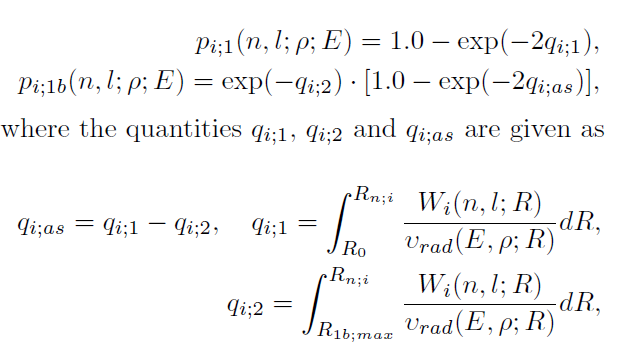 p_{i;1}(n, l; ρ; E) = 1.0 − exp(−2q_{i;1}),
p_{i;1b}(n, l; ρ; E) = exp(−q_{i;2}) · [1.0 − exp(−2q_{i;as})],
where the quantities q_{i;1}, q_{i;2} and q_{i;as} are given as
q_{i;as} = q_{i;1} − q_{i;2}, q_{i;1} = ∫_{R_0}^{R_{n;i}} \frac{W_i(n, l; R)}{υ_{rad}(E, ρ; R)} dR,
q_{i;2} = ∫_{R_{1b;max}}^{R_{n;i}} \frac{W_i(n, l; R)}{υ_{rad}(E, ρ; R)} dR,